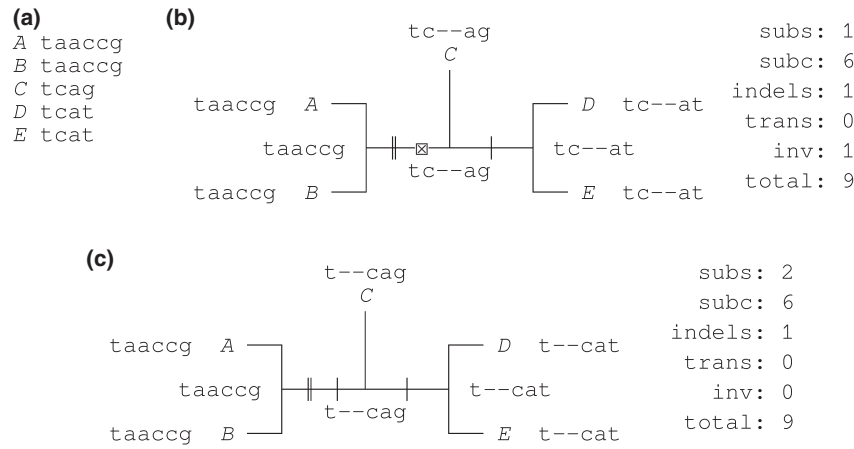 (a)
A taaccg
B taaccg
C tcag
D tcat
E tcat
(b)
tc--ag
C
taaccg A
D tc--at
taaccg
tc--at
tc--ag
taaccg B
E tc--at
subs: 1
subc: 6
indels: 1
trans: 0
inv: 1
total: 9
(c)
t--cag
C
taaccg A
D t--cat
taaccg
t--cat
t--cag
taaccg B
E t--cat
subs: 2
subc: 6
indels: 1
trans: 0
inv: 0
total: 9